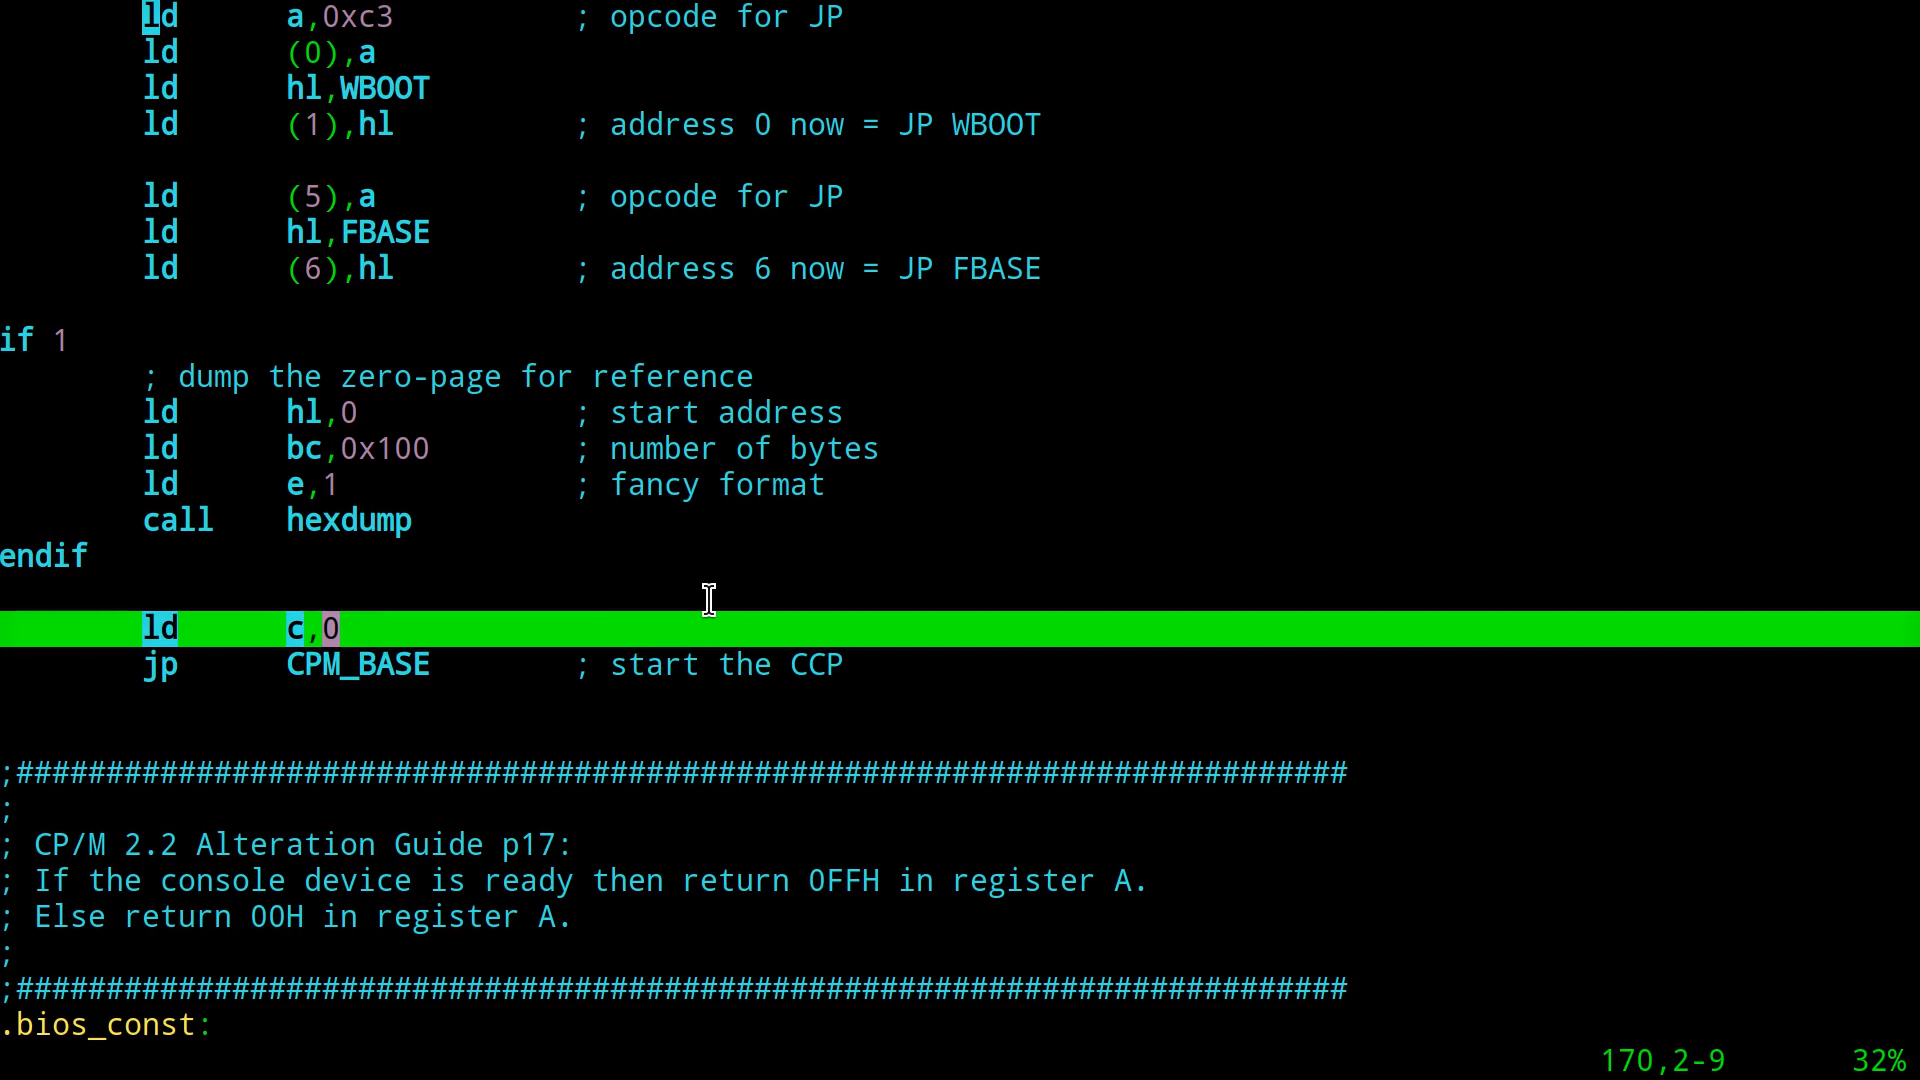 ld      a,0xc3          ; opcode for JP
ld      (0),a
ld      hl,WBOOT
ld      (1),hl          ; address 0 now = JP WBOOT
ld      (5),a           ; opcode for JP
ld      hl,FBASE
ld      (6),hl          ; address 6 now = JP FBASE
if 1
; dump the zero-page for reference
ld      hl,0            ; start address
ld      bc,0x100        ; number of bytes
ld      e,1             ; fancy format
call    hexdump
endif
ld      c,0
jp      CPM_BASE        ; start the CCP
;##########################################################################
;
; CP/M 2.2 Alteration Guide p17:
; If the console device is ready then return 0FFH in register A.
; Else return 00H in register A.
;
;##########################################################################
.bios_const:
170,2-9       32%